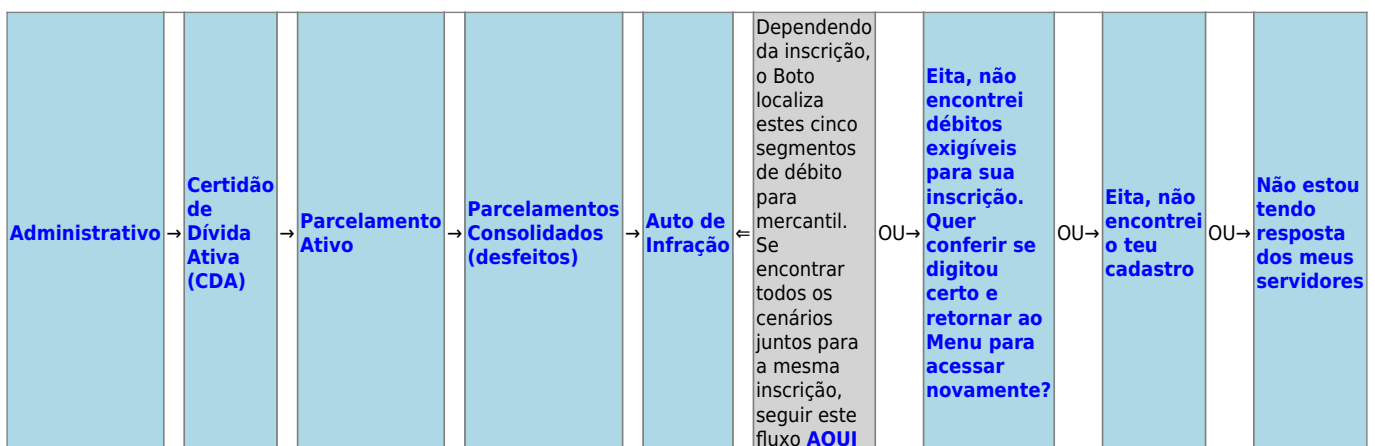 Administrativo
→
Certidão
de
Dívida
Ativa
(CDA)
→
Parcelamento
Ativo
→
Parcelamentos
Consolidados
(desfeitos)
→
Auto de
Infração
⇐
Dependendo
da inscrição,
o Boto
localiza
estes cinco
segmentos
de débito
para
mercantil.
Se
encontrar
todos os
cenários
juntos para
a mesma
inscrição,
seguir este
fluxo AQUI
OU→
Eita, não
encontrei
débitos
exigíveis
para sua
inscrição.
Quer
conferir se
digitou
certo e
retornar ao
Menu para
acessar
novamente?
OU→
Eita, não
encontrei
o teu
cadastro
OU→
Não estou
tendo
resposta
dos meus
servidores